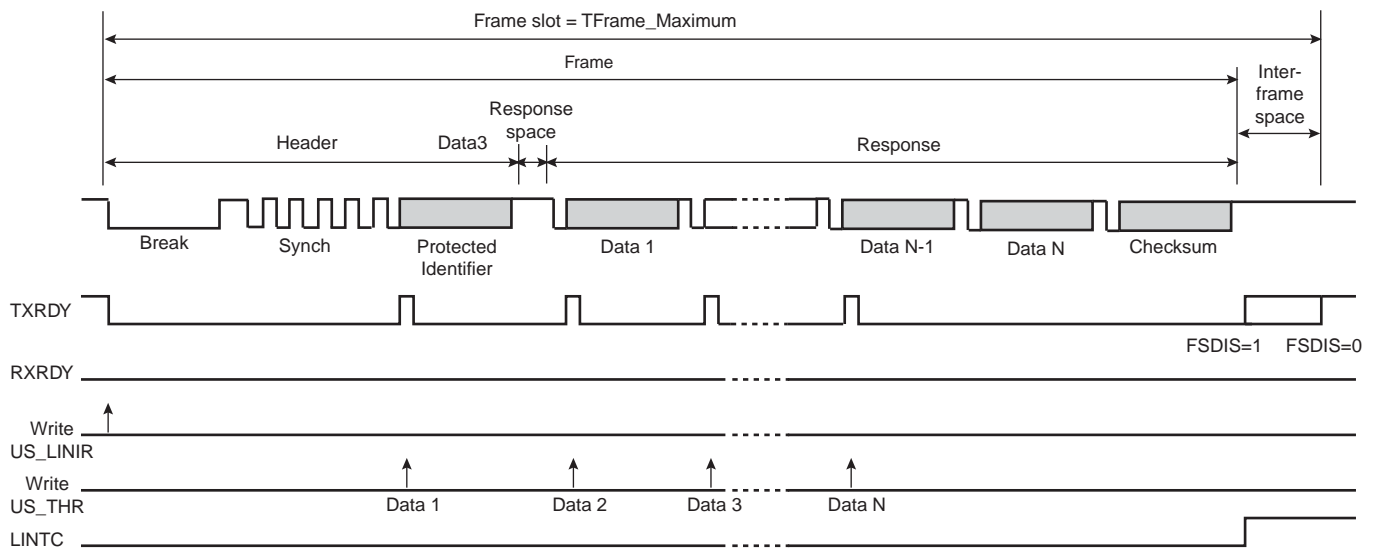 Frame slot = TFrame_Maximum
Frame
Inter-
frame
space
Response
space
Header
Data3
Response
Break
Synch
Protected
Identifier
Data 1
Data N-1
Data N
Checksum
TXRDY
FSDIS=1
FSDIS=0
RXRDY
Write
US_LINIR
Write
US_THR
Data 1
Data 2
Data 3
Data N
LINTC